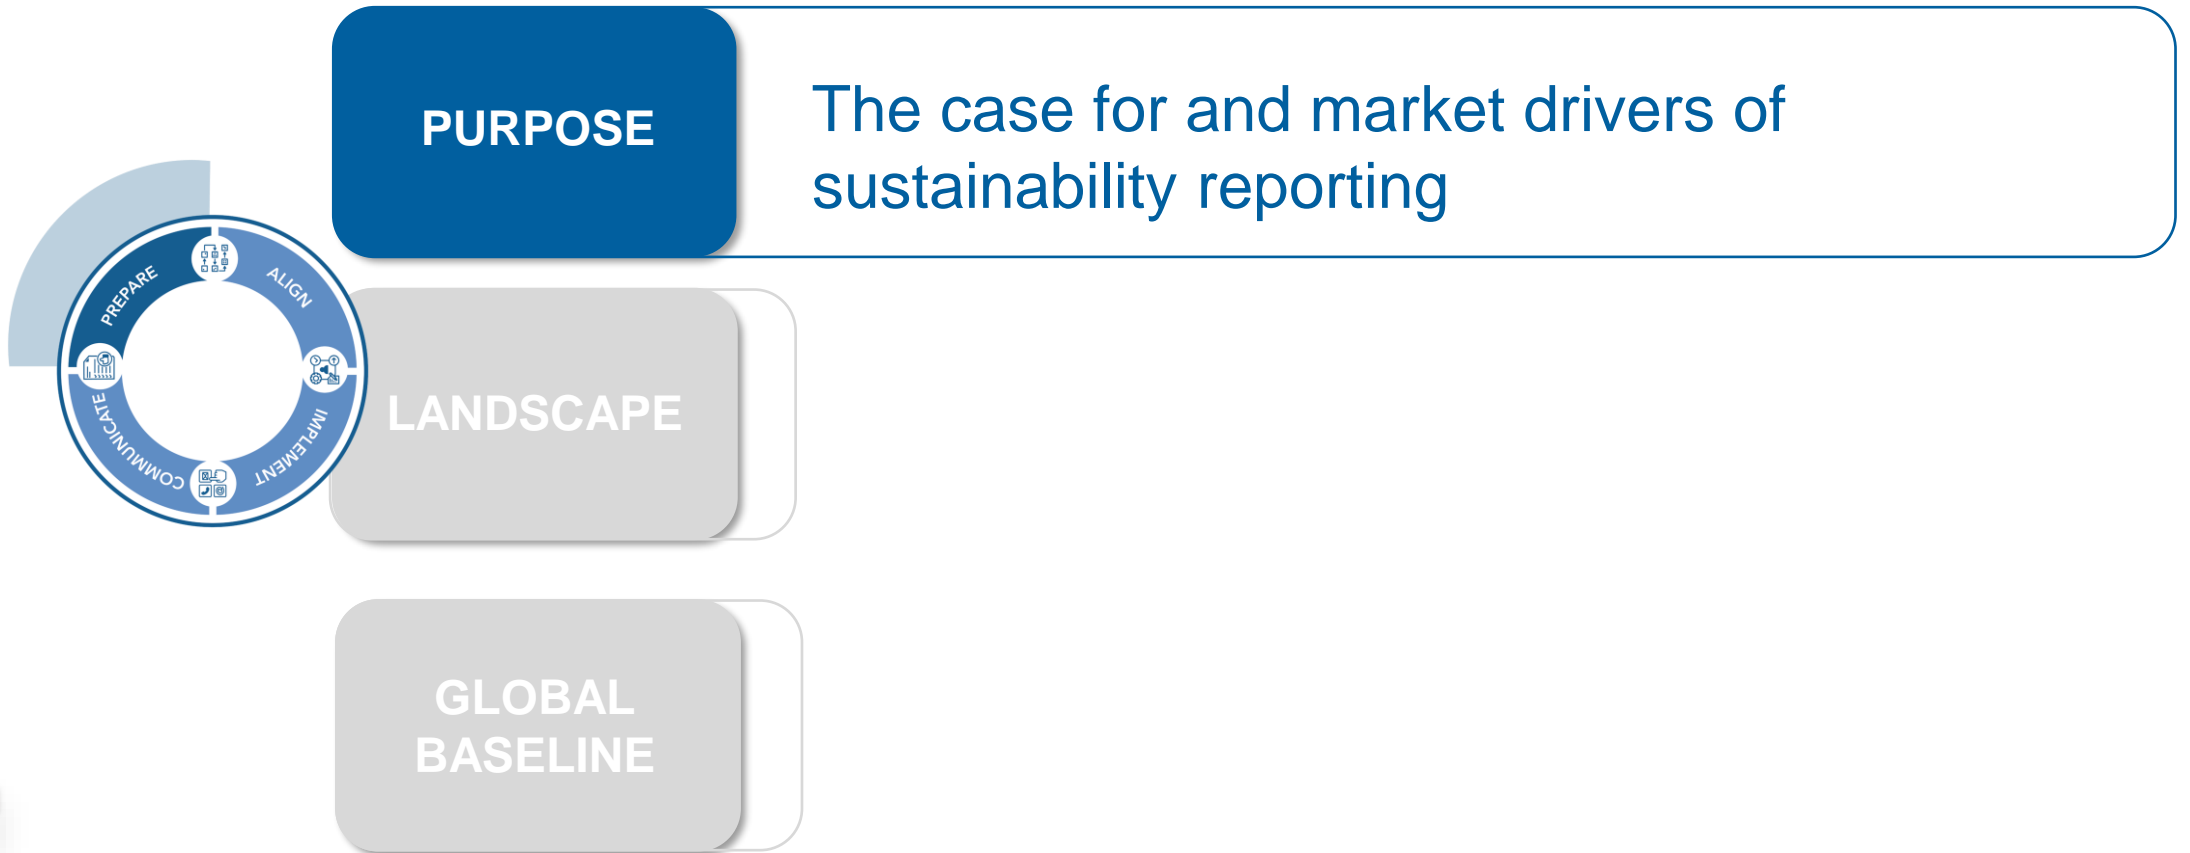 PURPOSE
The case for and market drivers of
sustainability reporting
PREPARE
ALIGN
IMPLEMENT
COMMUNICATE
LANDSCAPE
GLOBAL
BASELINE